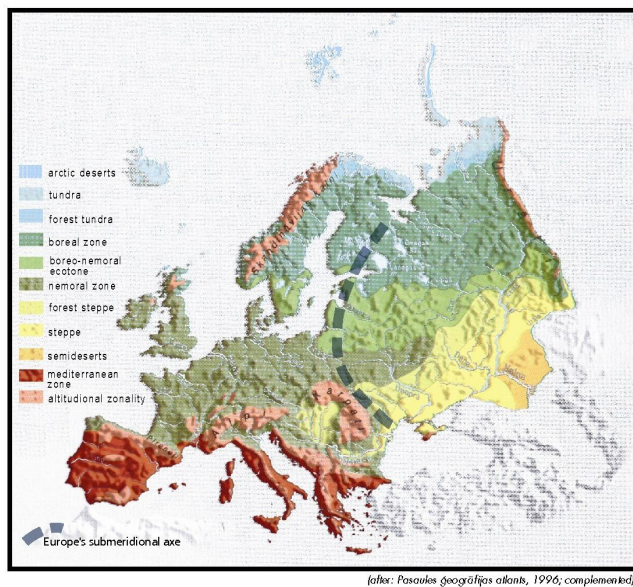 arctic deserts
tundra
forest tundra
boreal zone
boreo-nemoral
ecotone
nemoral zone
forest steppe
steppe
semideserts
mediterranean
zone
altitudional zonality
Europe's submeridional axe
(after: Pasaules ģeogrāfijas atlants, 1996; complemented)